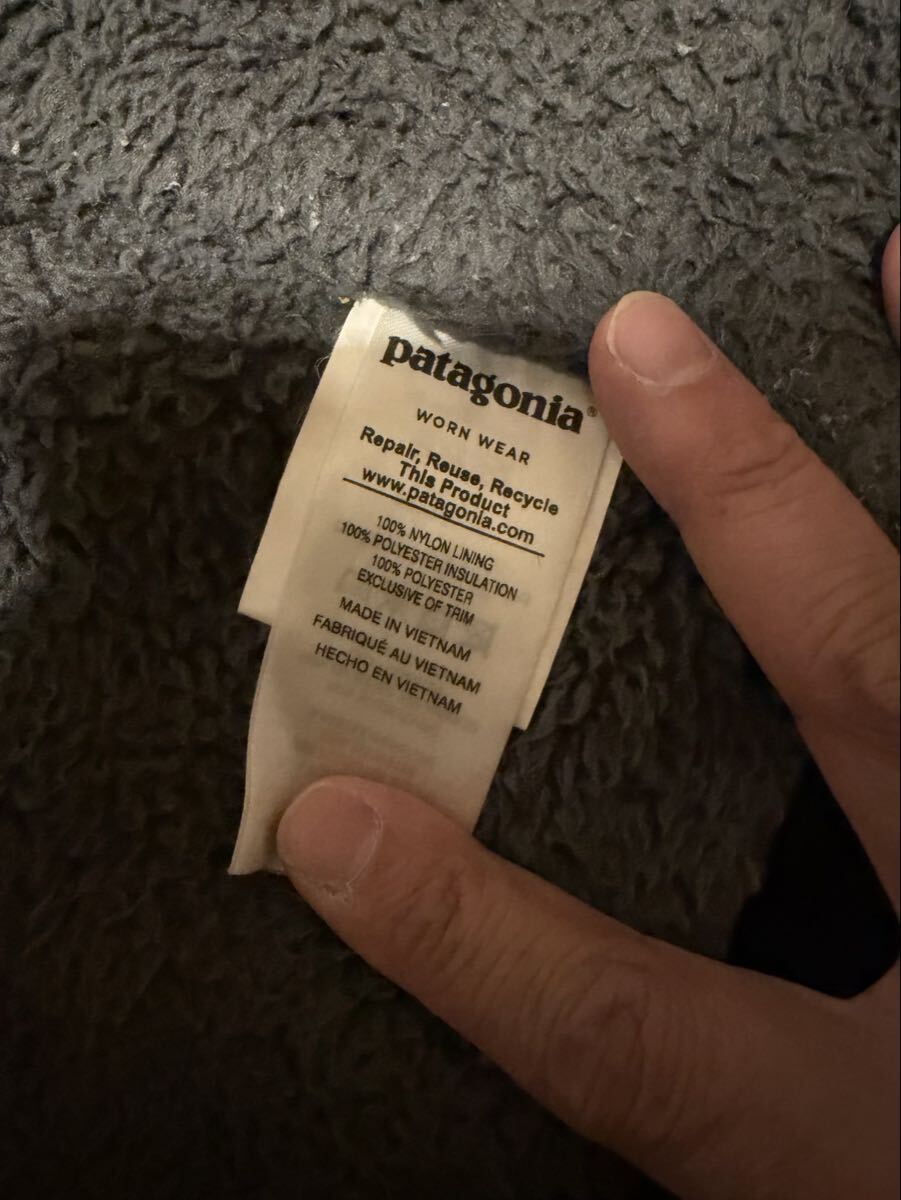 patagonia®
WORN WEAR
Repair, Reuse, Recycle
This Product
www.patagonia.com
100% NYLON LINING
100% POLYESTER INSULATION
100% POLYESTER
EXCLUSIVE OF TRIM
MADE IN VIETNAM
FABRIQUÉ AU VIETNAM
HECHO EN VIETNAM